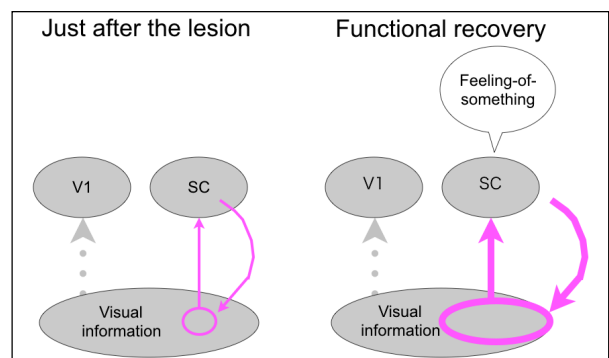 Just after the lesion
Functional recovery
Feeling-of-
something
V1
SC
V1
SC
Visual
information
Visual
information